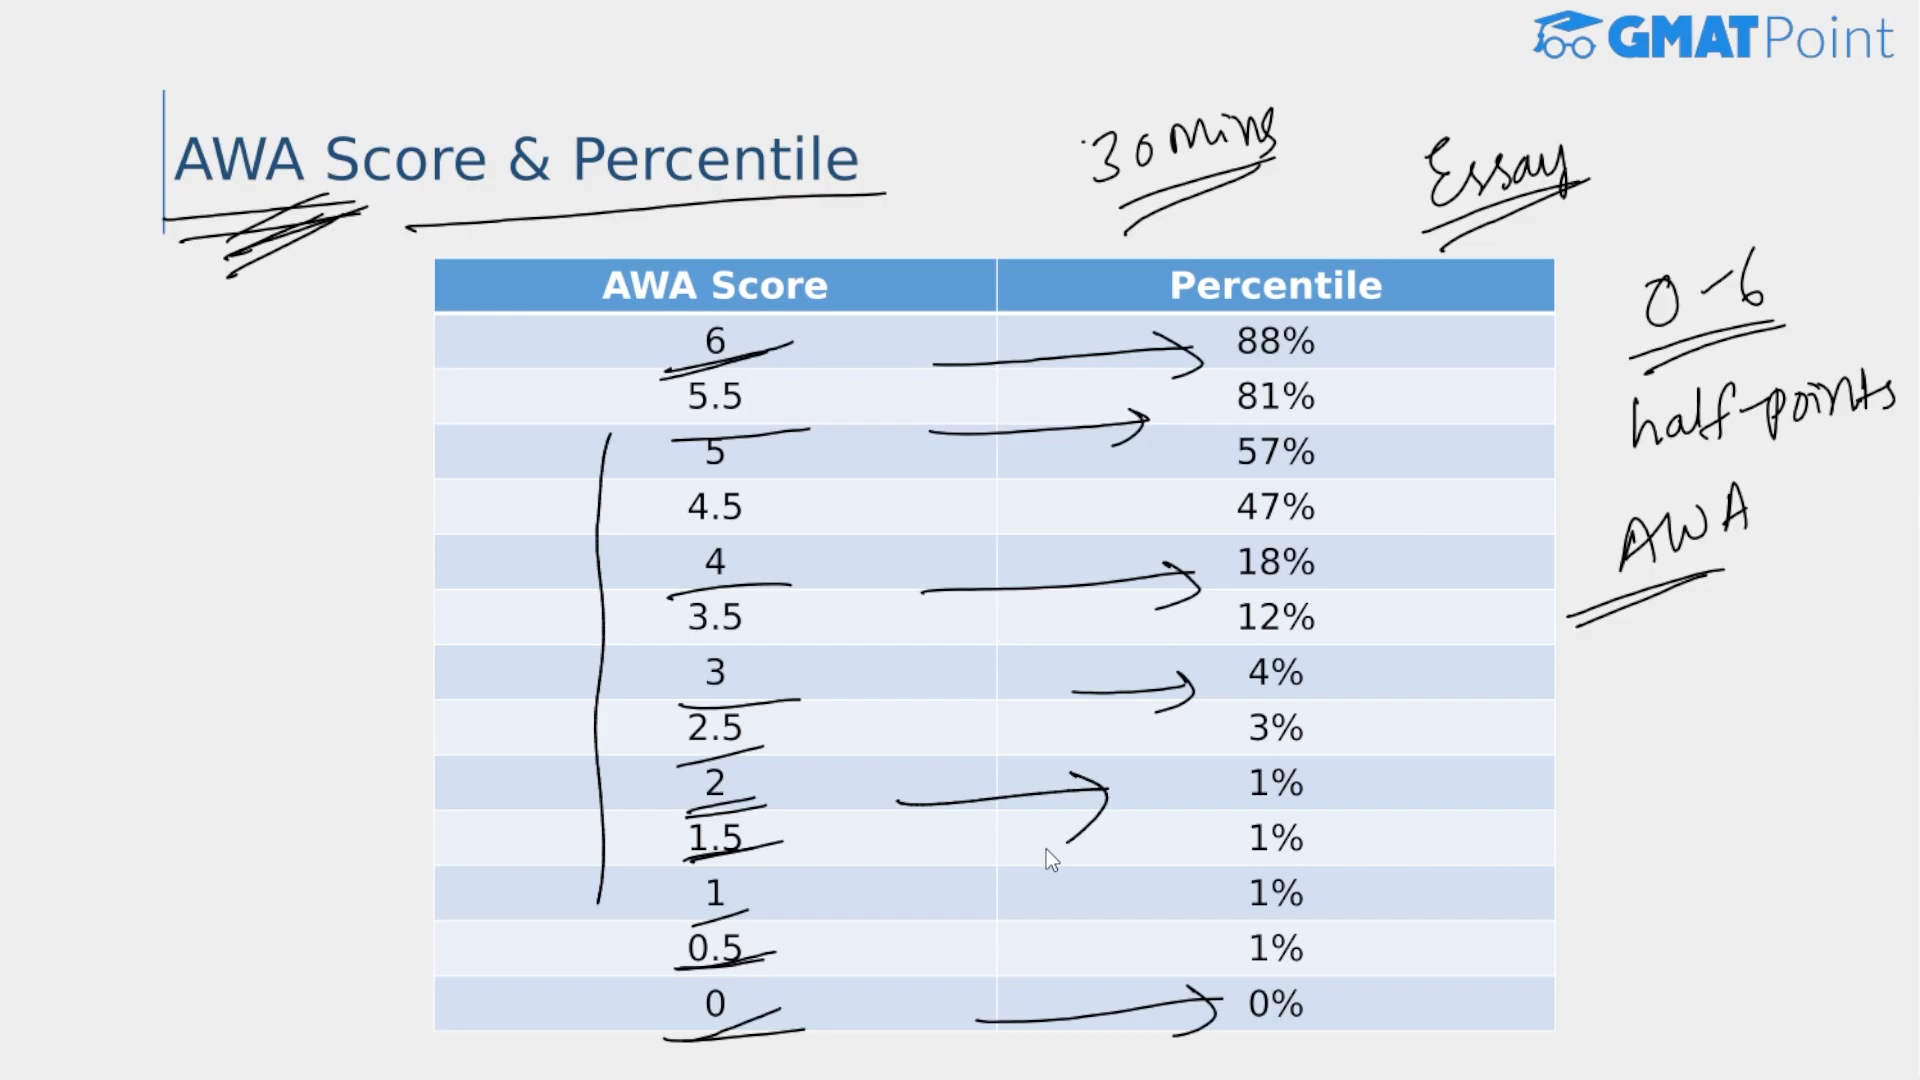 GMAT Point
AWA Score & Percentile
30 mins
Essay
AWA Score Percentile
6 88%
5.5 81%
5 57%
4.5 47%
4 18%
3.5 12%
3 4%
2.5 3%
2 1%
1.5 1%
1 1%
0.5 1%
0 0%
0-6
half-points
AWA